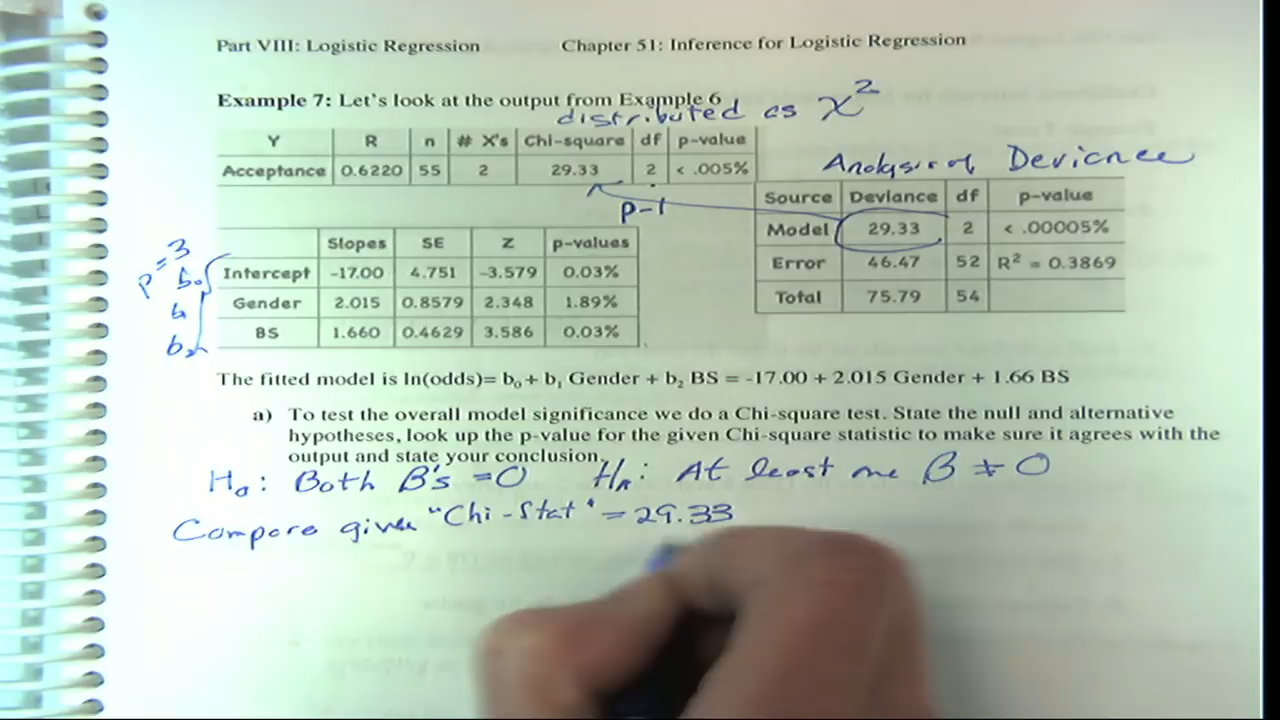 Part VIII: Logistic Regression Chapter 51: Inference for Logistic Regression
Example 7: Let's look at the output from Example 6
distributed as χ²
Y R n # X's Chi-square df p-value
Acceptance 0.6220 55 2 29.33 2 < .005%
p-1
Analysis of Devicnce
Source Deviance df p-value
Model 29.33 2 < .00005%
Error 46.47 52 R² = 0.3869
Total 75.79 54
p=3
Slopes SE Z p-values
b₀ Intercept -17.00 4.751 -3.579 0.03%
b₁ Gender 2.015 0.8579 2.348 1.89%
b₂ BS 1.660 0.4629 3.586 0.03%
The fitted model is ln(odds)= b₀ + b₁ Gender + b₂ BS = -17.00 + 2.015 Gender + 1.66 BS
a) To test the overall model significance we do a Chi-square test. State the null and alternative
hypotheses, look up the p-value for the given Chi-square statistic to make sure it agrees with the
output and state your conclusion.
H₀: Both B's = 0 Hₐ: At least one β ≠ 0
Compare given "Chi-Stat" = 29.33